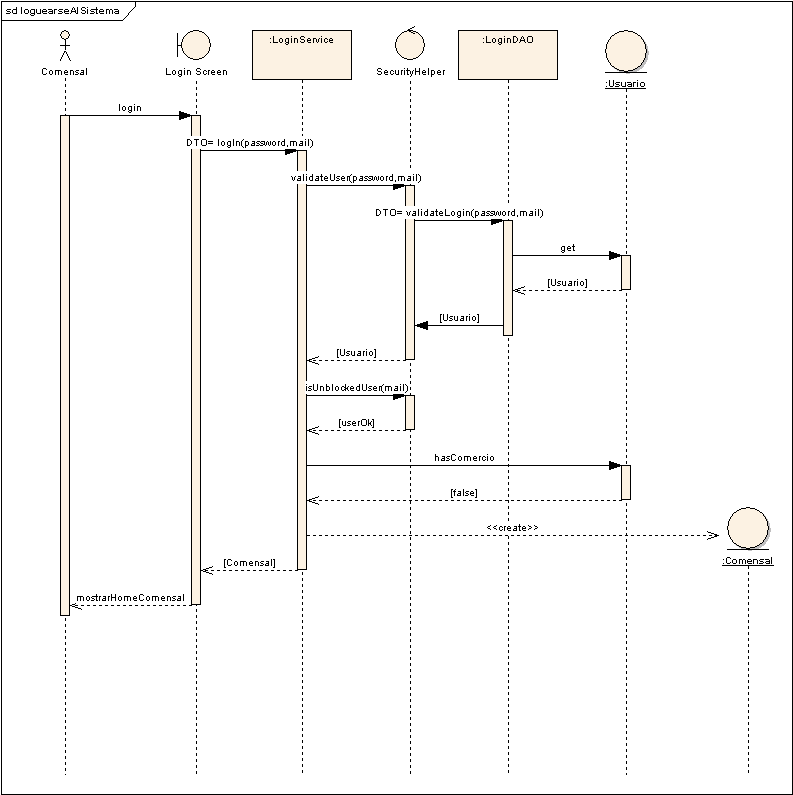 sd loguearseAlSistema
Comensal
Login Screen
:LoginService
SecurityHelper
:LoginDAO
:Usuario
login
DTO= logIn(password,mail)
validateUser(password,mail)
DTO= validateLogin(password,mail)
get
[Usuario]
[Usuario]
[Usuario]
isUnblockedUser(mail)
[userOk]
hasComercio
[false]
<<create>>
:Comensal
[Comensal]
mostrarHomeComensal